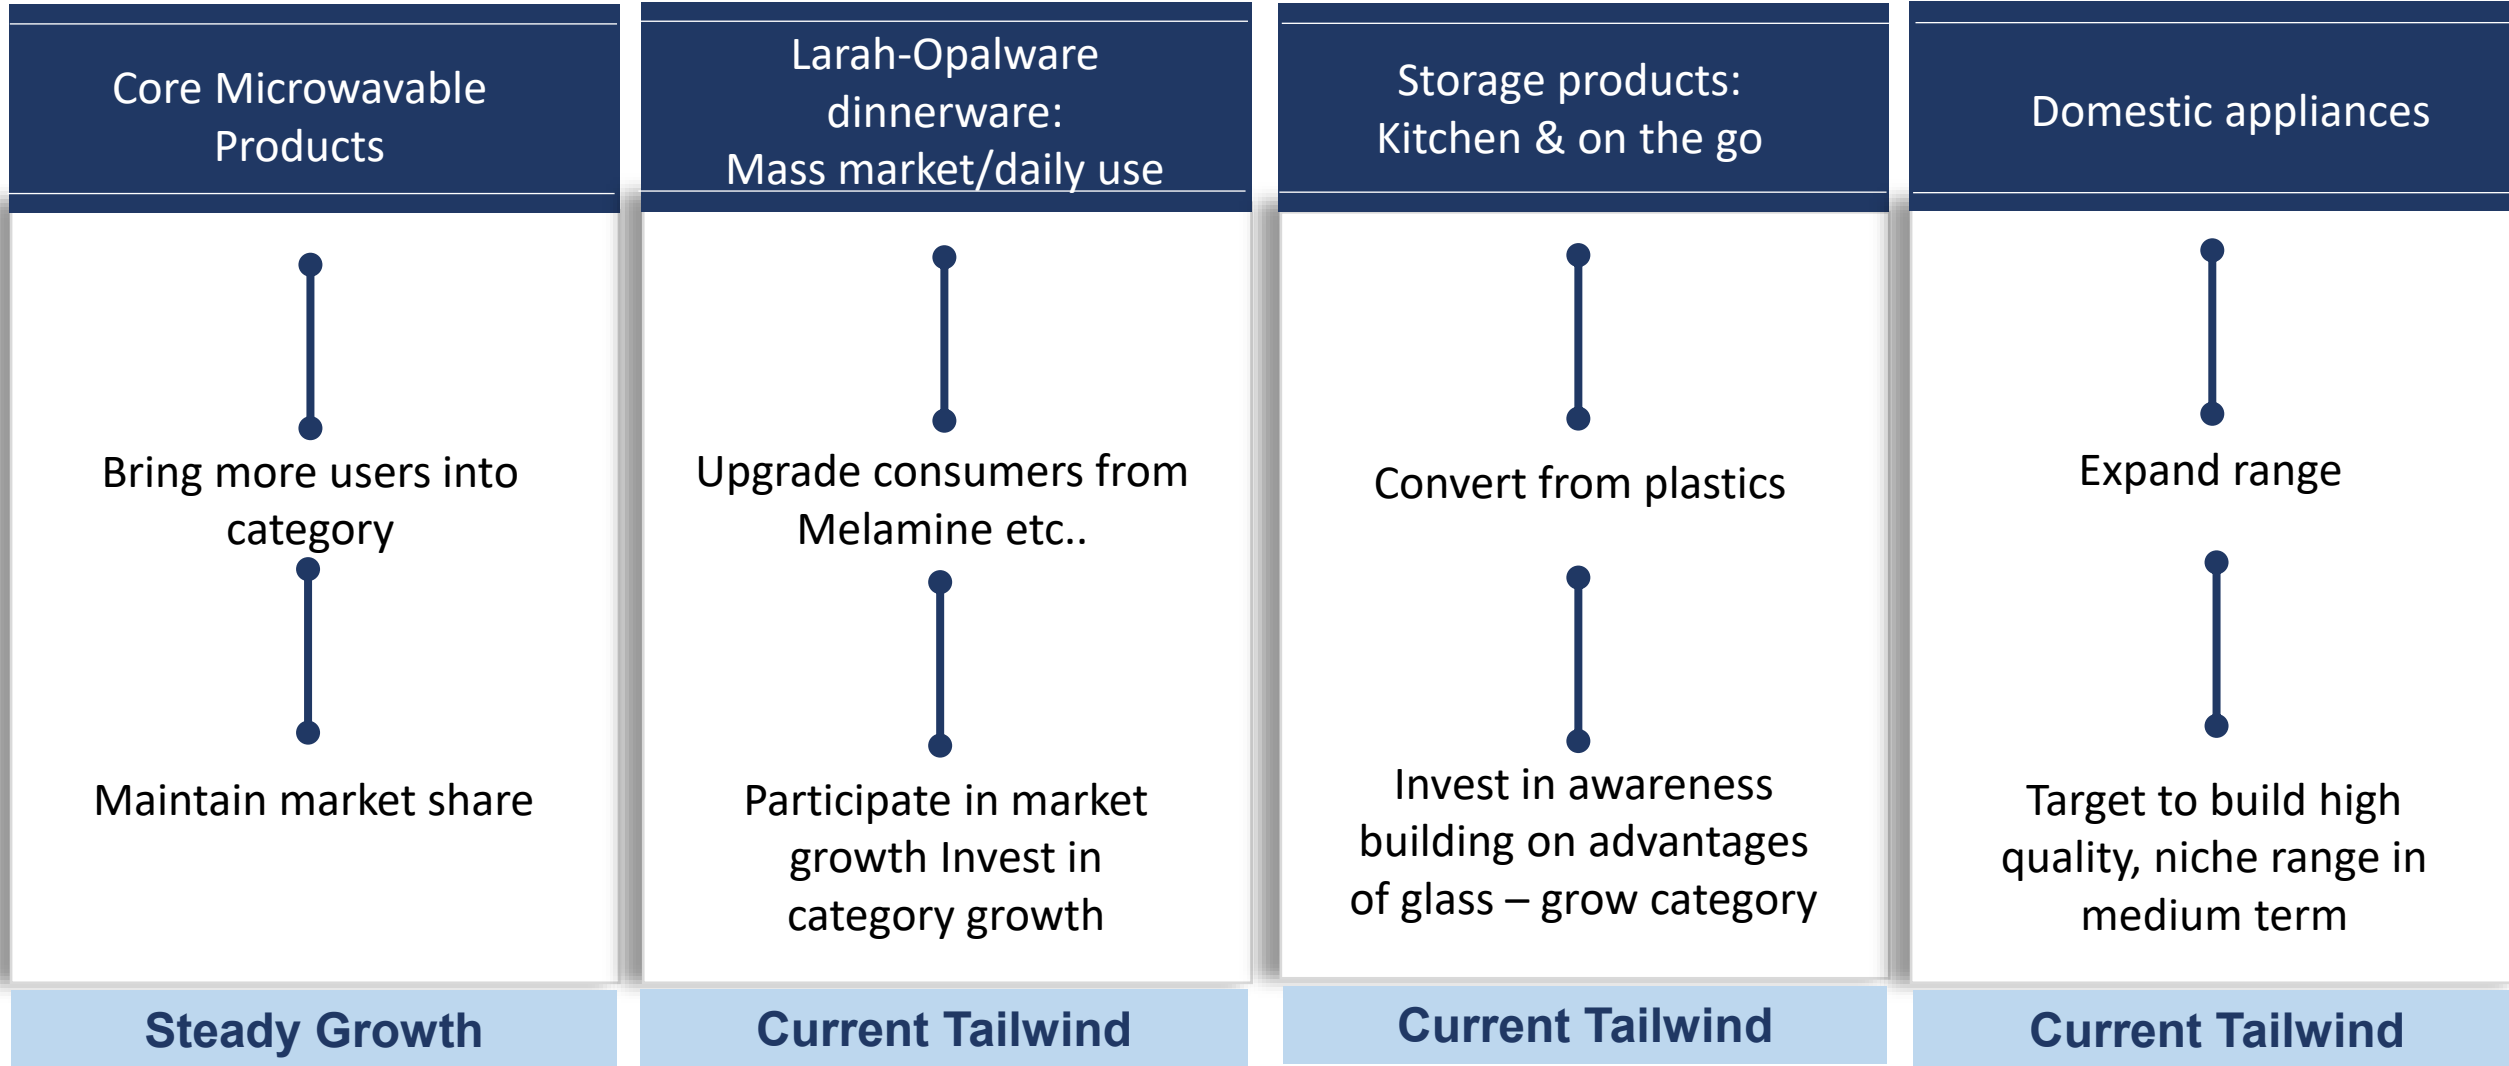 Core Microwavable
Products
Bring more users into
category
Maintain market share
Steady Growth
Larah-Opalware
dinnerware:
Mass market/daily use
Upgrade consumers from
Melamine etc..
Participate in market
growth Invest in
category growth
Current Tailwind
Storage products:
Kitchen & on the go
Convert from plastics
Invest in awareness
building on advantages
of glass – grow category
Current Tailwind
Domestic appliances
Expand range
Target to build high
quality, niche range in
medium term
Current Tailwind